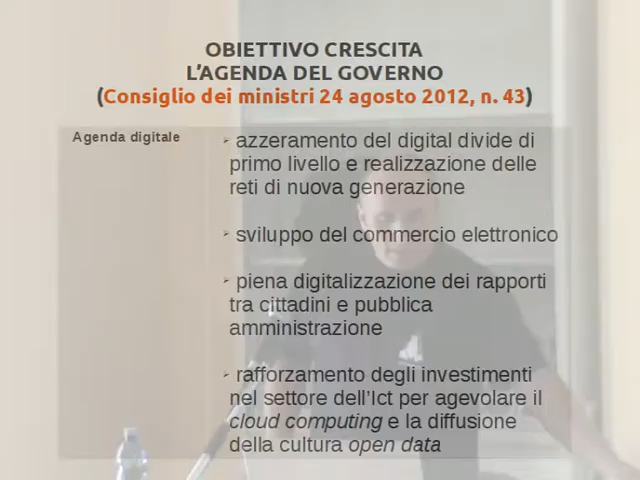 OBIETTIVO CRESCITA
L'AGENDA DEL GOVERNO
(Consiglio dei ministri 24 agosto 2012, n. 43)
Agenda digitale
➢ azzeramento del digital divide di
primo livello e realizzazione delle
reti di nuova generazione
➢ sviluppo del commercio elettronico
➢ piena digitalizzazione dei rapporti
tra cittadini e pubblica
amministrazione
➢ rafforzamento degli investimenti
nel settore dell'Ict per agevolare il
cloud computing e la diffusione
della cultura open data